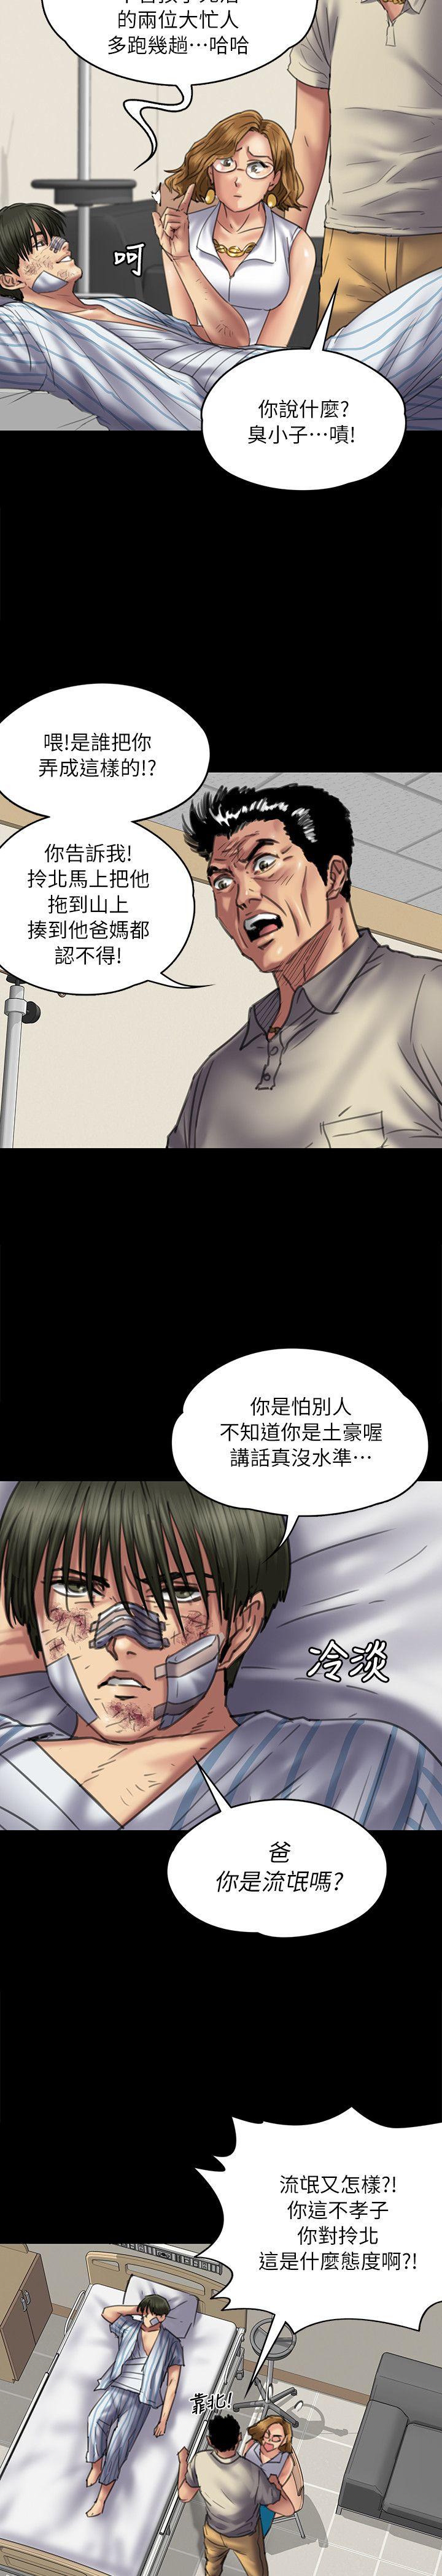 的兩位大忙人
多跑幾趟…哈哈
呵
你說什麼?
臭小子…嘖!
喂!是誰把你
弄成這樣的!?
你告訴我!
拎北馬上把他
拖到山上
揍到他爸媽都
認不得!
你是怕別人
不知道你是土豪喔
講話真沒水準…
冷淡
爸
你是流氓嗎?
流氓又怎樣?!
你這不孝子
你對拎北
這是什麼態度啊?!
靠北!